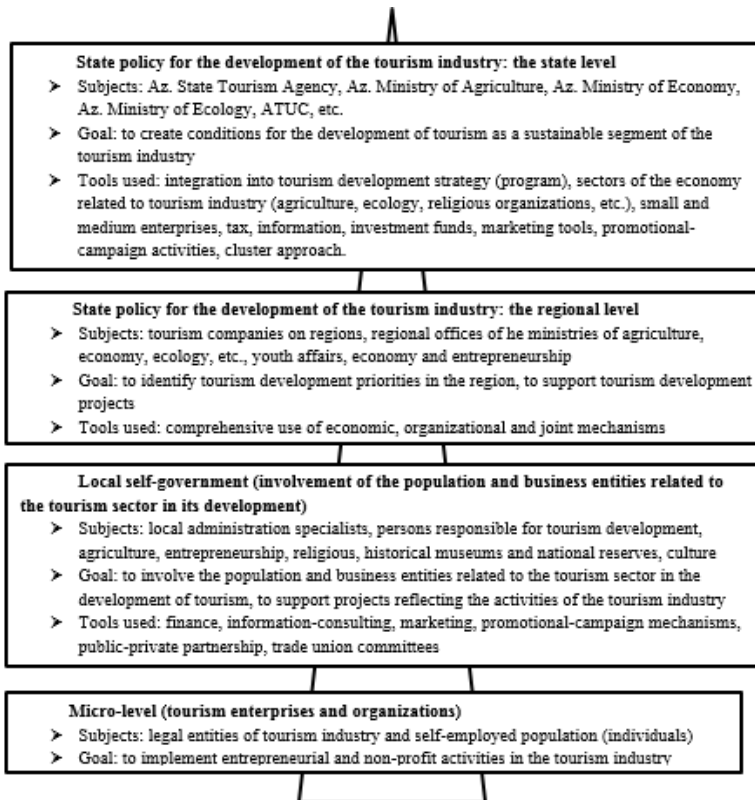 State policy for the development of the tourism industry: the state level
➤ Subjects: Az. State Tourism Agency, Az. Ministry of Agriculture, Az. Ministry of Economy,
Az. Ministry of Ecology, ATUC, etc.
➤ Goal: to create conditions for the development of tourism as a sustainable segment of the
tourism industry
➤ Tools used: integration into tourism development strategy (program), sectors of the economy
related to tourism industry (agriculture, ecology, religious organizations, etc.), small and
medium enterprises, tax, information, investment funds, marketing tools, promotional-
campaign activities, cluster approach.
State policy for the development of the tourism industry: the regional level
➤ Subjects: tourism companies on regions, regional offices of he ministries of agriculture,
economy, ecology, etc., youth affairs, economy and entrepreneurship
➤ Goal: to identify tourism development priorities in the region, to support tourism development
projects
➤ Tools used: comprehensive use of economic, organizational and joint mechanisms
Local self-government (involvement of the population and business entities related to
the tourism sector in its development)
➤ Subjects: local administration specialists, persons responsible for tourism development,
agriculture, entrepreneurship, religious, historical museums and national reserves, culture
➤ Goal: to involve the population and business entities related to the tourism sector in the
development of tourism, to support projects reflecting the activities of the tourism industry
➤ Tools used: finance, information-consulting, marketing, promotional-campaign mechanisms,
public-private partnership, trade union committees
Micro-level (tourism enterprises and organizations)
➤ Subjects: legal entities of tourism industry and self-employed population (individuals)
➤ Goal: to implement entrepreneurial and non-profit activities in the tourism industry